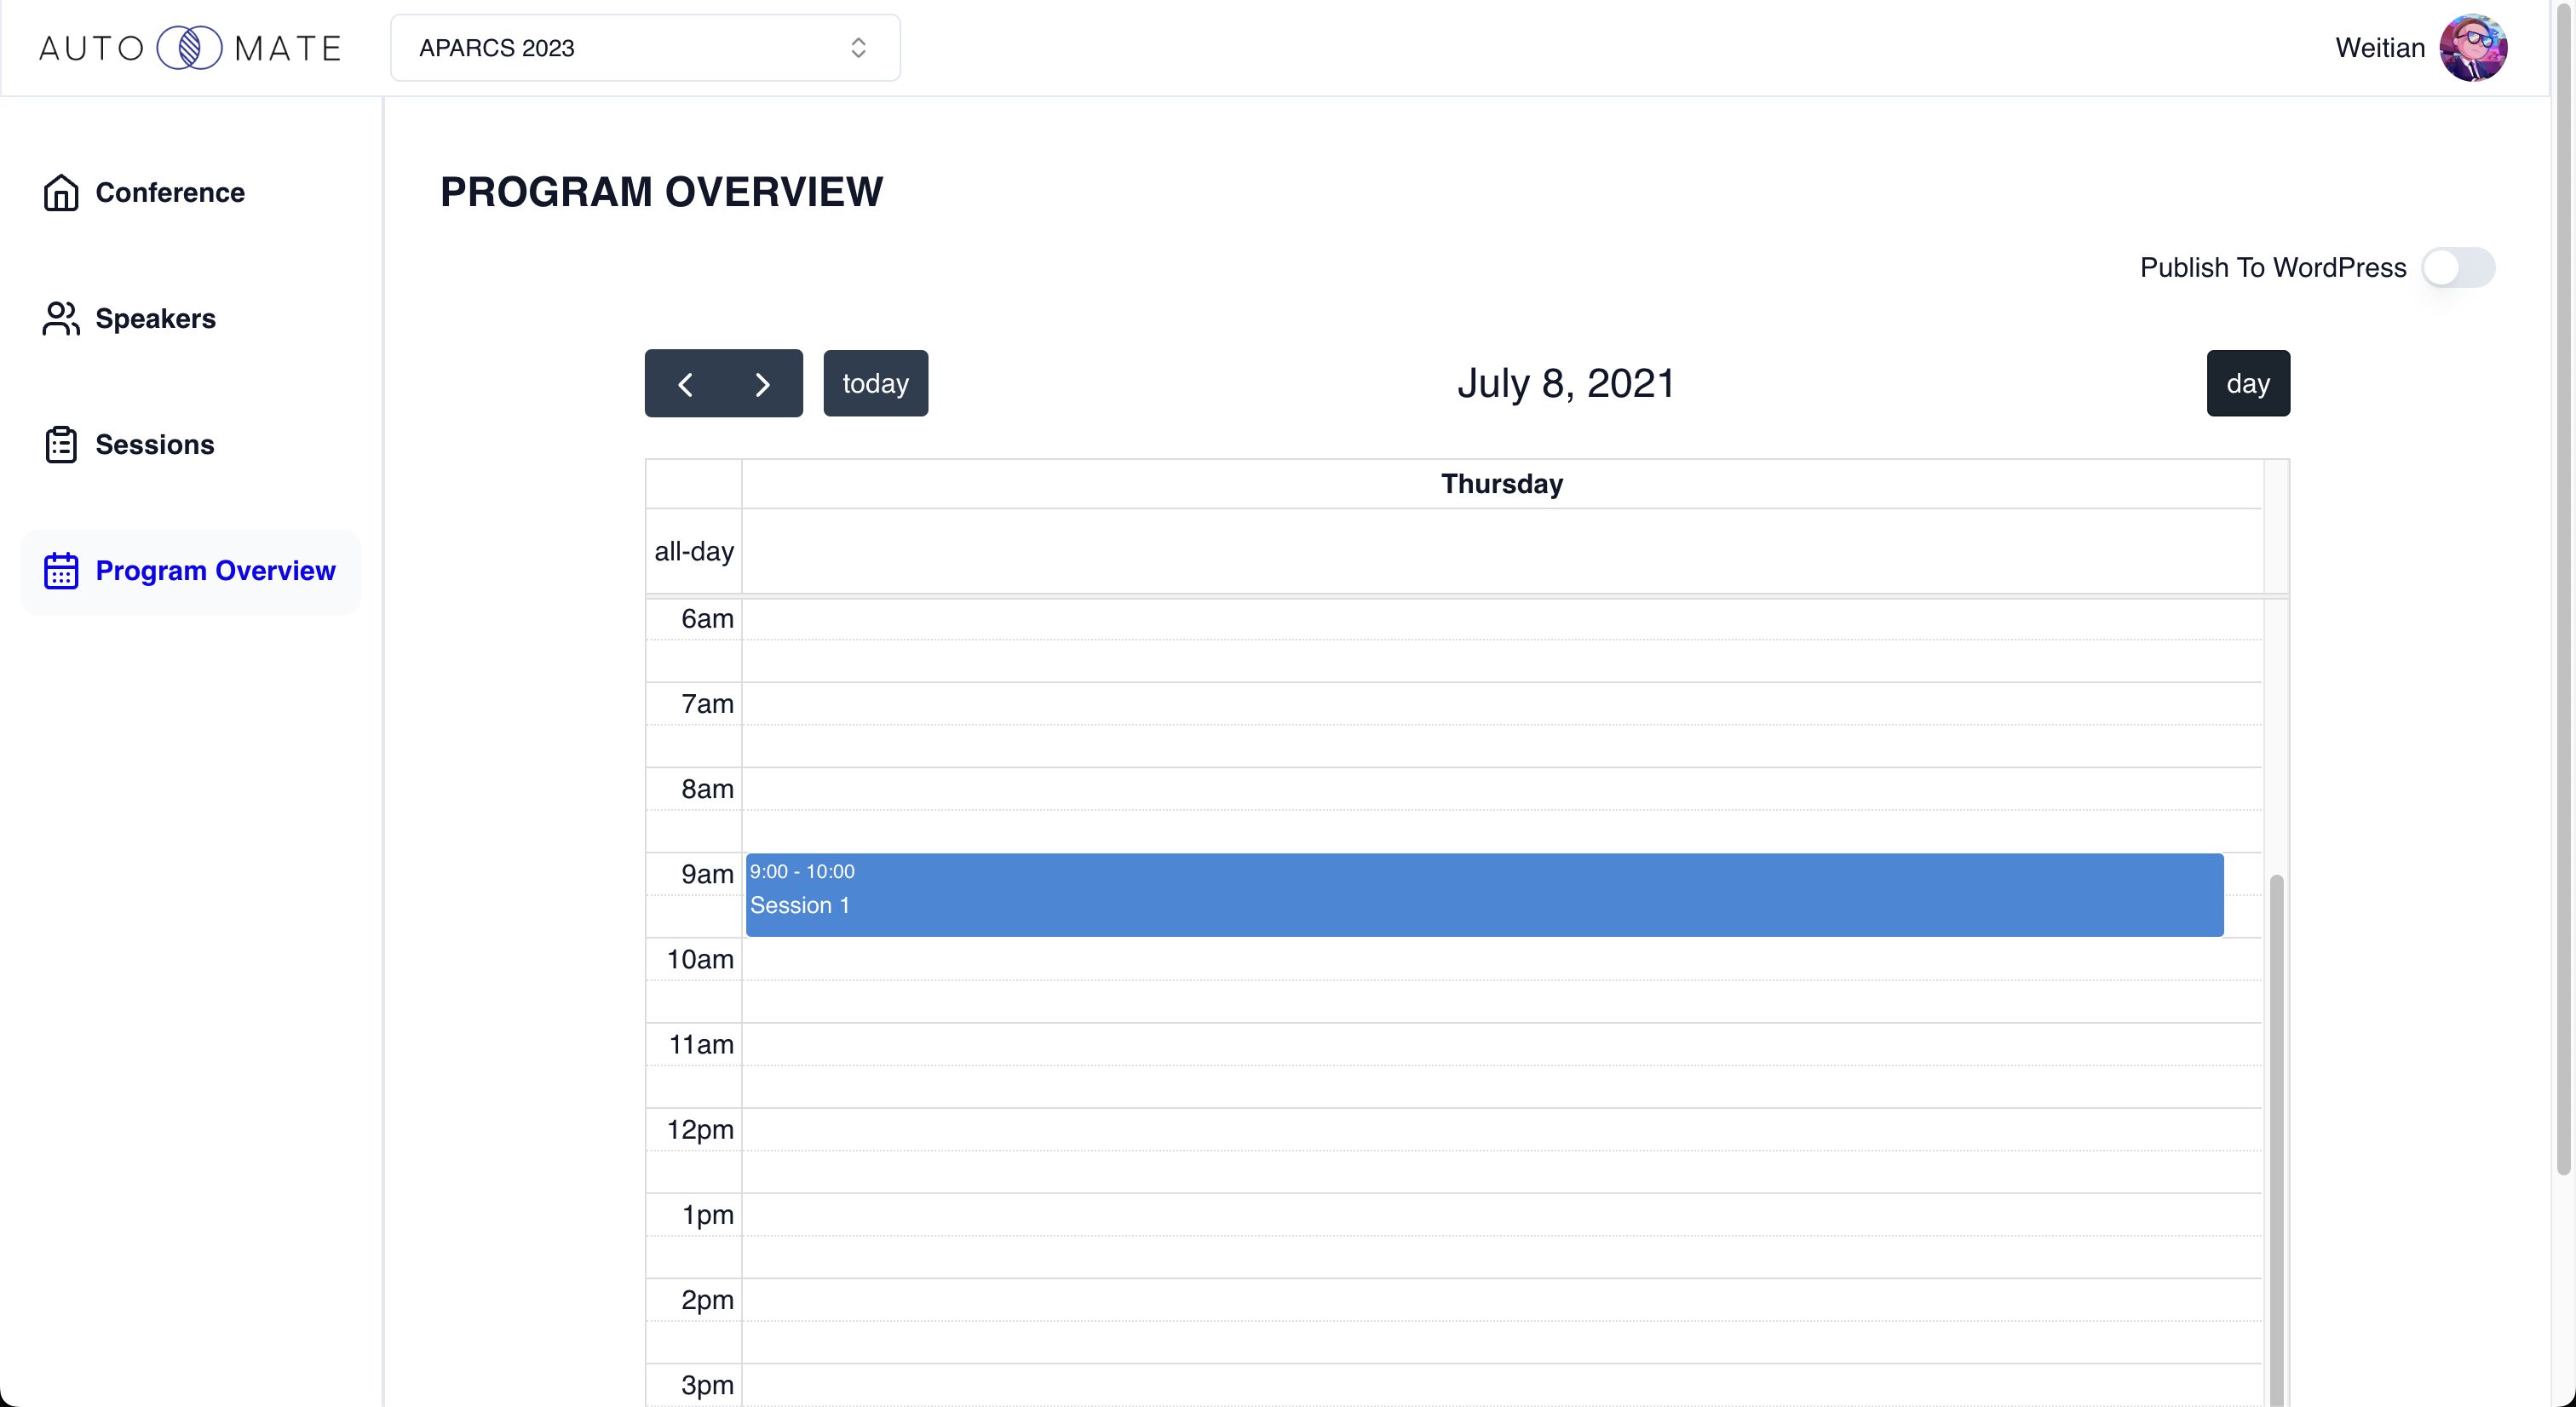 AUTO MATE
APARCS 2023
Weitian
Conference
Speakers
Sessions
Program Overview
PROGRAM OVERVIEW
Publish To WordPress
today
July 8, 2021
day
Thursday
all-day
6am
7am
8am
9am
9:00 - 10:00
Session 1
10am
11am
12pm
1pm
2pm
3pm